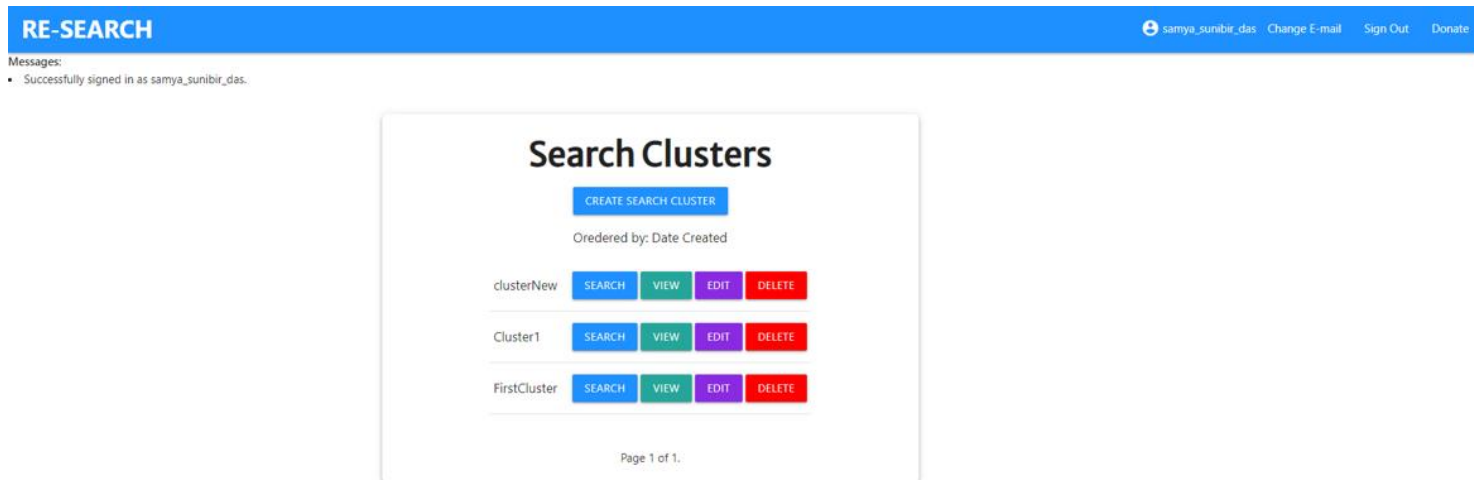 RE-SEARCH samya_sunibir_das Change E-mail Sign Out Donate
Messages:
Successfully signed in as samya_sunibir_das.
Search Clusters
CREATE SEARCH CLUSTER
Oredered by: Date Created
clusterNew SEARCH VIEW EDIT DELETE
Cluster1 SEARCH VIEW EDIT DELETE
FirstCluster SEARCH VIEW EDIT DELETE
Page 1 of 1.